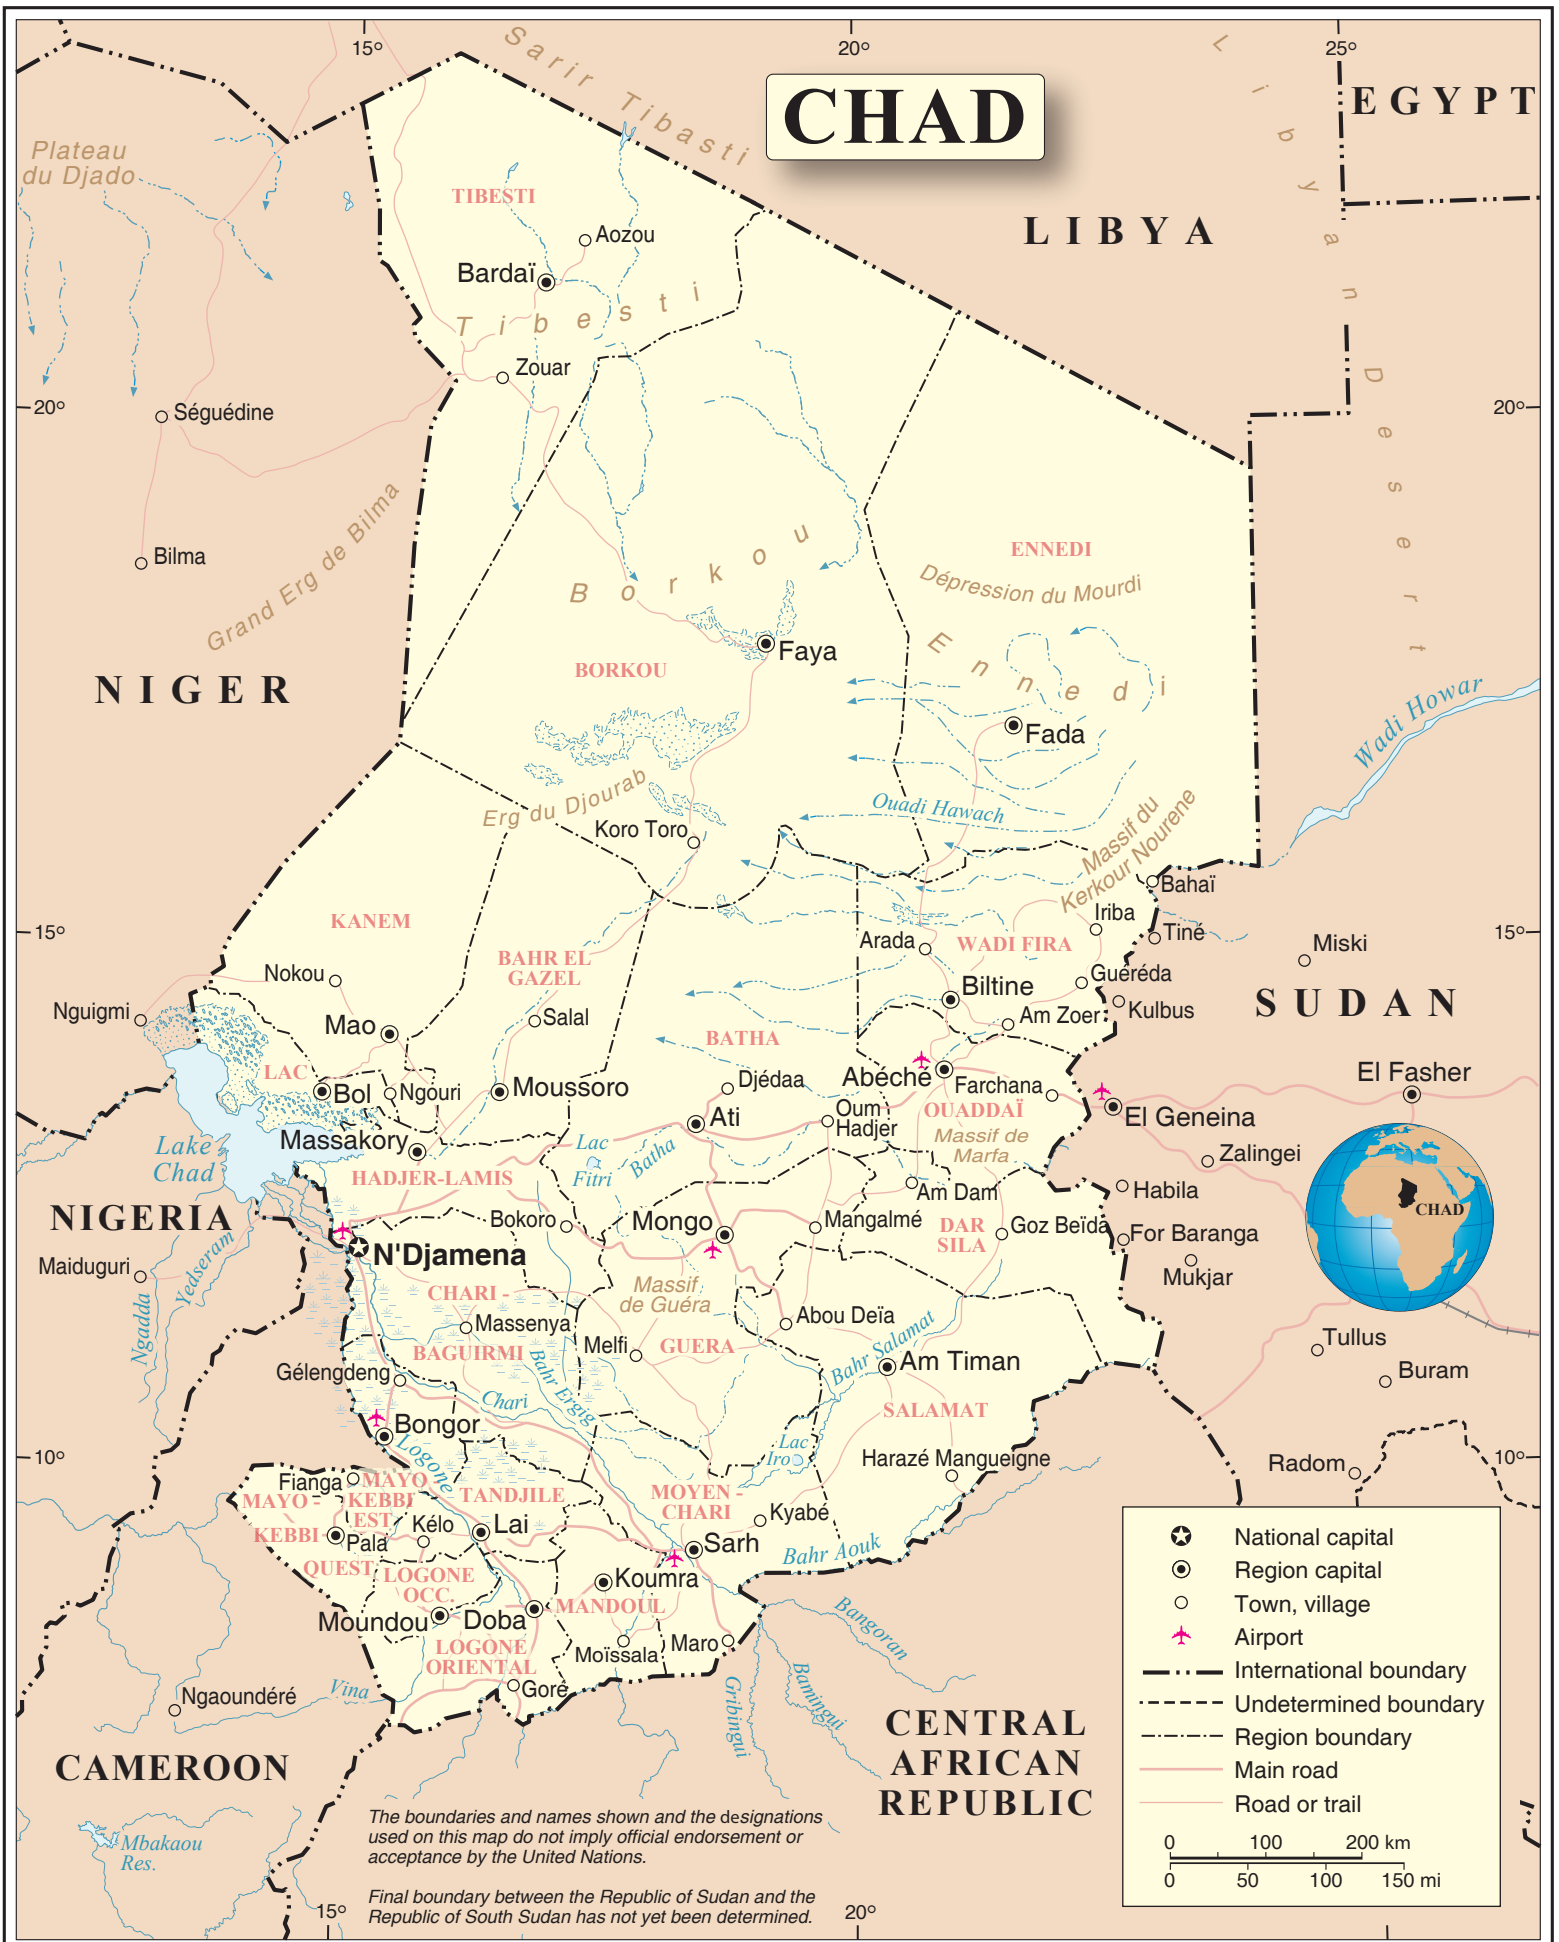 15°
20°
25°
CHAD
EGYPT
Sarir Tibasti
Libyan Desert
Plateau
du Djado
TIBESTI
LIBYA
Aozou
Bardaï
Tibesti
Zouar
20°
Séguédine
20°
Bilma
Grand Erg de Bilma
ENNEDI
Dépression du Mourdi
Borkou
Ennedi
Faya
BORKOU
NIGER
Fada
Wadi Howar
Erg du Djourab
Ouadi Hawach
Koro Toro
Massif du
Kerkour Nourene
Bahaï
KANEM
Iriba
Tiné
15°
15°
Arada
WADI FIRA
Miski
BAHR EL
GAZEL
Nokou
Guéréda
Biltine
SUDAN
Nguigmi
Salal
Am Zoer
Kulbus
Mao
BATHA
LAC
Bol
Ngouri
Moussoro
Djédaa
Abéché
Farchana
El Fasher
Ati
Oum
Hadjer
OUADDAÏ
El Geneina
Massakory
Lake
Chad
Lac
Fitri
Batha
Massif de
Marfa
Zalingei
HADJER-LAMIS
Am Dam
Habila
CHAD
NIGERIA
Bokoro
Mongo
Mangalmé
DAR
SILA
Goz Beïda
For Baranga
N'Djamena
Maiduguri
Yedseram
Ngadda
Mukjar
CHARI -
BAGUIRMI
Massif
de Guéra
Massenya
Abou Deïa
Melfi
GUERA
Bahr Salamat
Tullus
Gélengdeng
Bahr Ergig
Am Timan
Buram
Chari
Bongor
SALAMAT
Logone
Lac
Iro
Harazé Mangueigne
10°
10°
Radom
Fianga
MAYO
KEBBI
EST
MAYO -
KEBBI
QUEST
TANDJILE
MOYEN -
CHARI
Kyabé
Kélo
Lai
Pala
Sarh
Bahr Aouk
LOGONE
OCC.
Koumra
Moundou
Doba
MANDOUL
Bangoran
LOGONE
ORIENTAL
Moïssala
Maro
Bamingui
Gribingui
Goré
Vina
Ngaoundéré
CAMEROON
CENTRAL
AFRICAN
REPUBLIC
Mbakaou
Res.
National capital
Region capital
Town, village
Airport
International boundary
Undetermined boundary
Region boundary
Main road
Road or trail
0 100 200 km
0 50 100 150 mi
The boundaries and names shown and the designations
used on this map do not imply official endorsement or
acceptance by the United Nations.
Final boundary between the Republic of Sudan and the
Republic of South Sudan has not yet been determined.
15°
20°